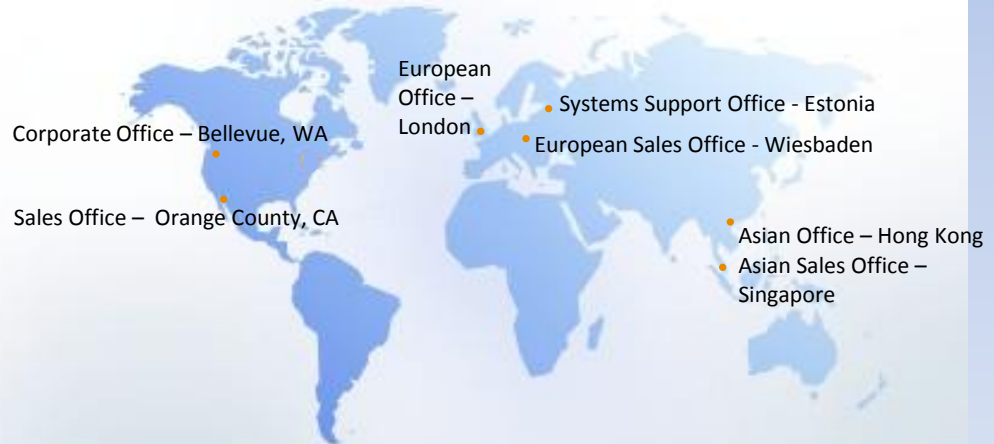 European
Office –
London
Systems Support Office - Estonia
Corporate Office – Bellevue, WA
European Sales Office - Wiesbaden
Sales Office –  Orange County, CA
Asian Office – Hong Kong
Asian Sales Office –
Singapore